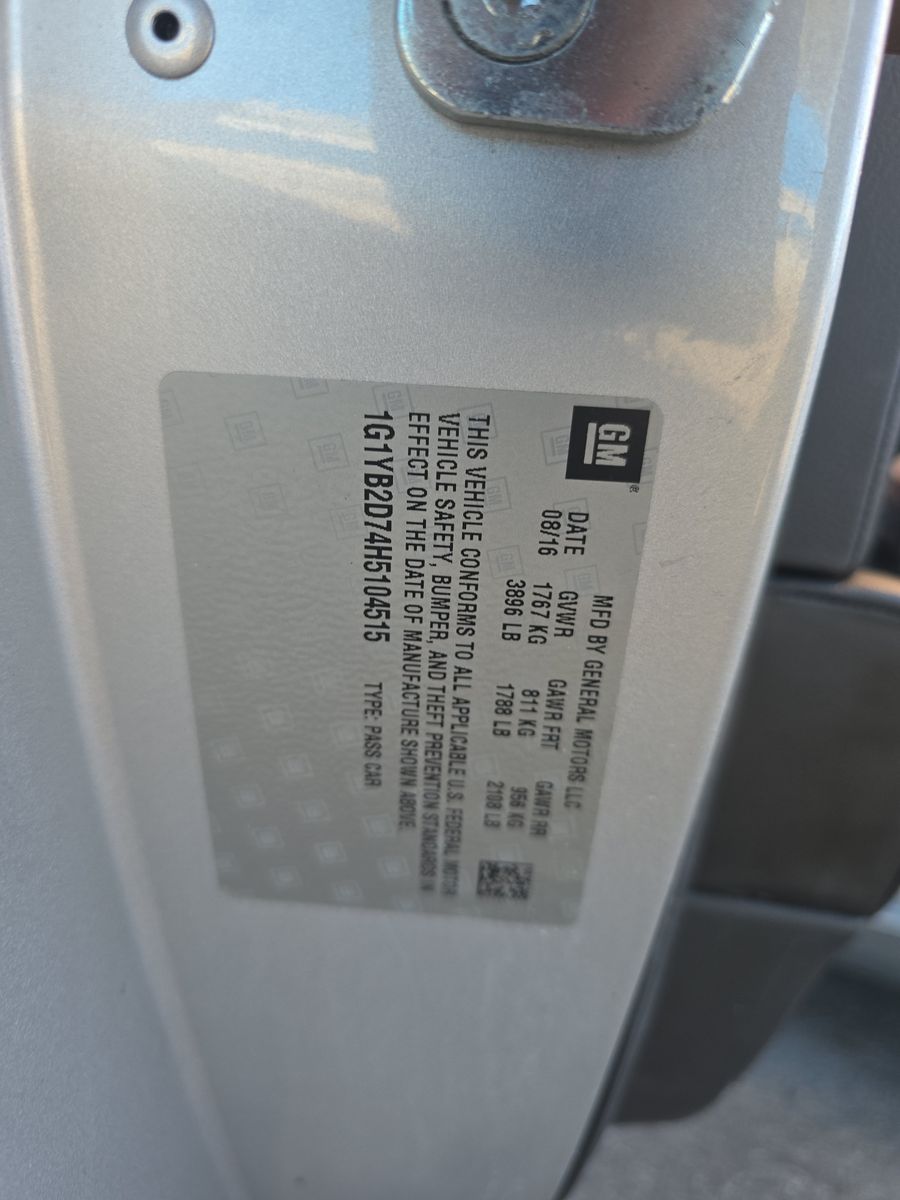 GM®
MFD BY GENERAL MOTORS LLC
DATE GVWR GAWR FRT GAWR RR
08/16 1767 KG 811 KG 956 KG
3896 LB 1788 LB 2108 LB
THIS VEHICLE CONFORMS TO ALL APPLICABLE U.S. FEDERAL MOTOR
VEHICLE SAFETY, BUMPER, AND THEFT PREVENTION STANDARDS IN
EFFECT ON THE DATE OF MANUFACTURE SHOWN ABOVE.
1G1YB2D74H5104515 TYPE: PASS CAR